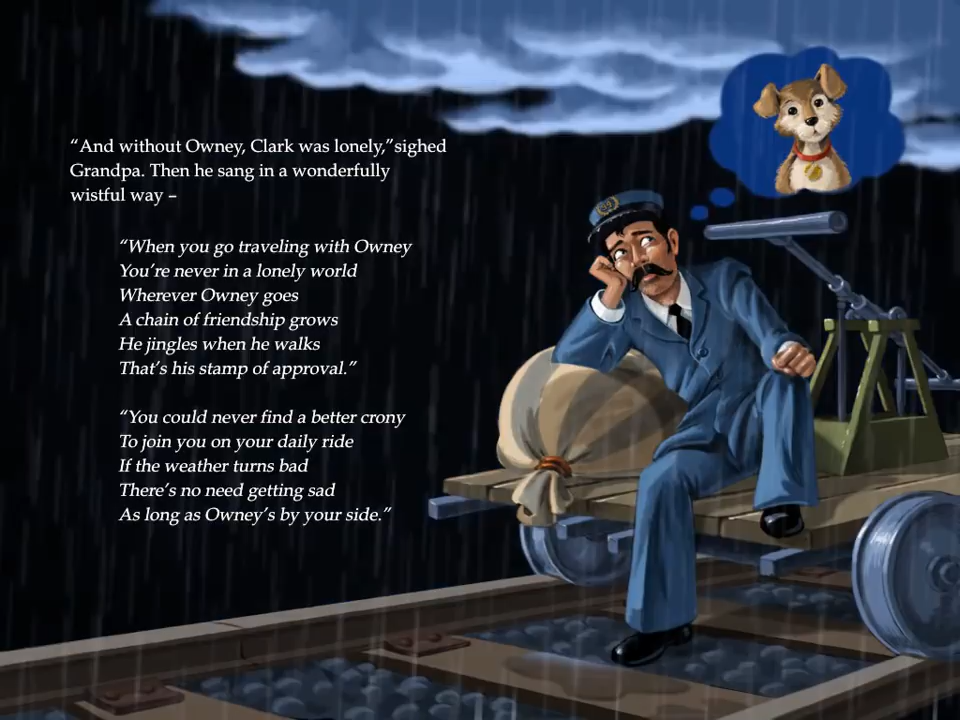 “And without Owney, Clark was lonely,”sighed
Grandpa. Then he sang in a wonderfully
wistful way –
“When you go traveling with Owney
You’re never in a lonely world
Wherever Owney goes
A chain of friendship grows
He jingles when he walks
That’s his stamp of approval.”
“You could never find a better crony
To join you on your daily ride
If the weather turns bad
There’s no need getting sad
As long as Owney’s by your side.”